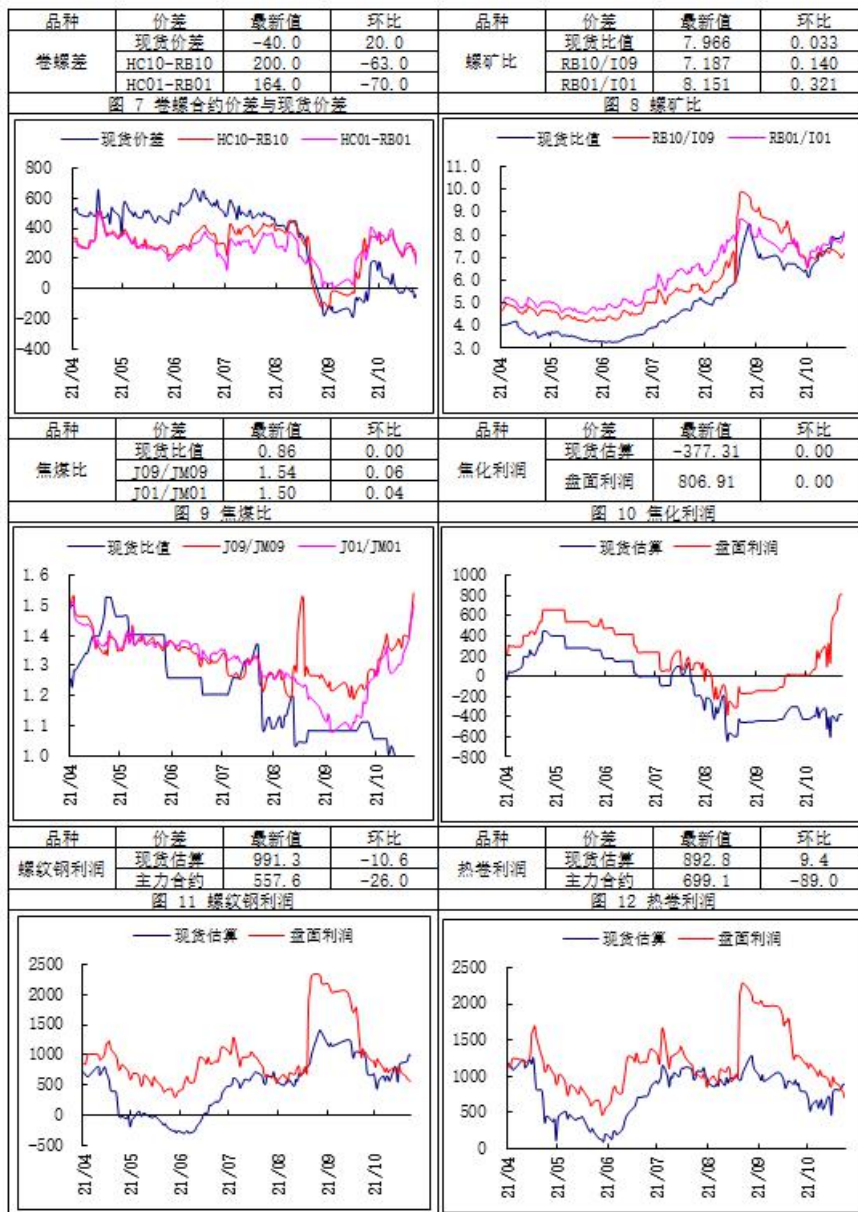 品种 价差 最新值 环比 品种 价差 最新值 环比
卷螺差 现货价差 -40.0 20.0 螺矿比 现货比值 7.966 0.033
HC10-RB10 200.0 -63.0 RB10/I09 7.187 0.140
HC01-RB01 164.0 -70.0 RB01/I01 8.151 0.321
图 7 卷螺合约价差与现货价差 图 8 螺矿比
现货价差 HC10-RB10 HC01-RB01
800
600
400
200
0
-200
-400
21/04 21/05 21/06 21/07 21/08 21/09 21/10
现货比值 RB10/I09 RB01/I01
11.0
10.0
9.0
8.0
7.0
6.0
5.0
4.0
3.0
21/04 21/05 21/06 21/07 21/08 21/09 21/10
品种 价差 最新值 环比 品种 价差 最新值 环比
焦煤比 现货比值 0.86 0.00 焦化利润 现货估算 -377.31 0.00
J09/JM09 1.54 0.06 盘面利润 806.91 0.00
J01/JM01 1.50 0.04
图 9 焦煤比 图 10 焦化利润
现货比值 J09/JM09 J01/JM01
1.6
1.5
1.4
1.3
1.2
1.1
1.0
21/04 21/05 21/06 21/07 21/08 21/09 21/10
现货估算 盘面利润
1000
800
600
400
200
0
-200
-400
-600
-800
21/04 21/05 21/06 21/07 21/08 21/09 21/10
品种 价差 最新值 环比 品种 价差 最新值 环比
螺纹钢利润 现货估算 991.3 -10.6 热卷利润 现货估算 892.8 9.4
主力合约 557.6 -26.0 主力合约 699.1 -89.0
图 11 螺纹钢利润 图 12 热卷利润
现货估算 盘面利润
2500
2000
1500
1000
500
0
-500
21/04 21/05 21/06 21/07 21/08 21/09 21/10
现货估算 盘面利润
2500
2000
1500
1000
500
0
21/04 21/05 21/06 21/07 21/08 21/09 21/10